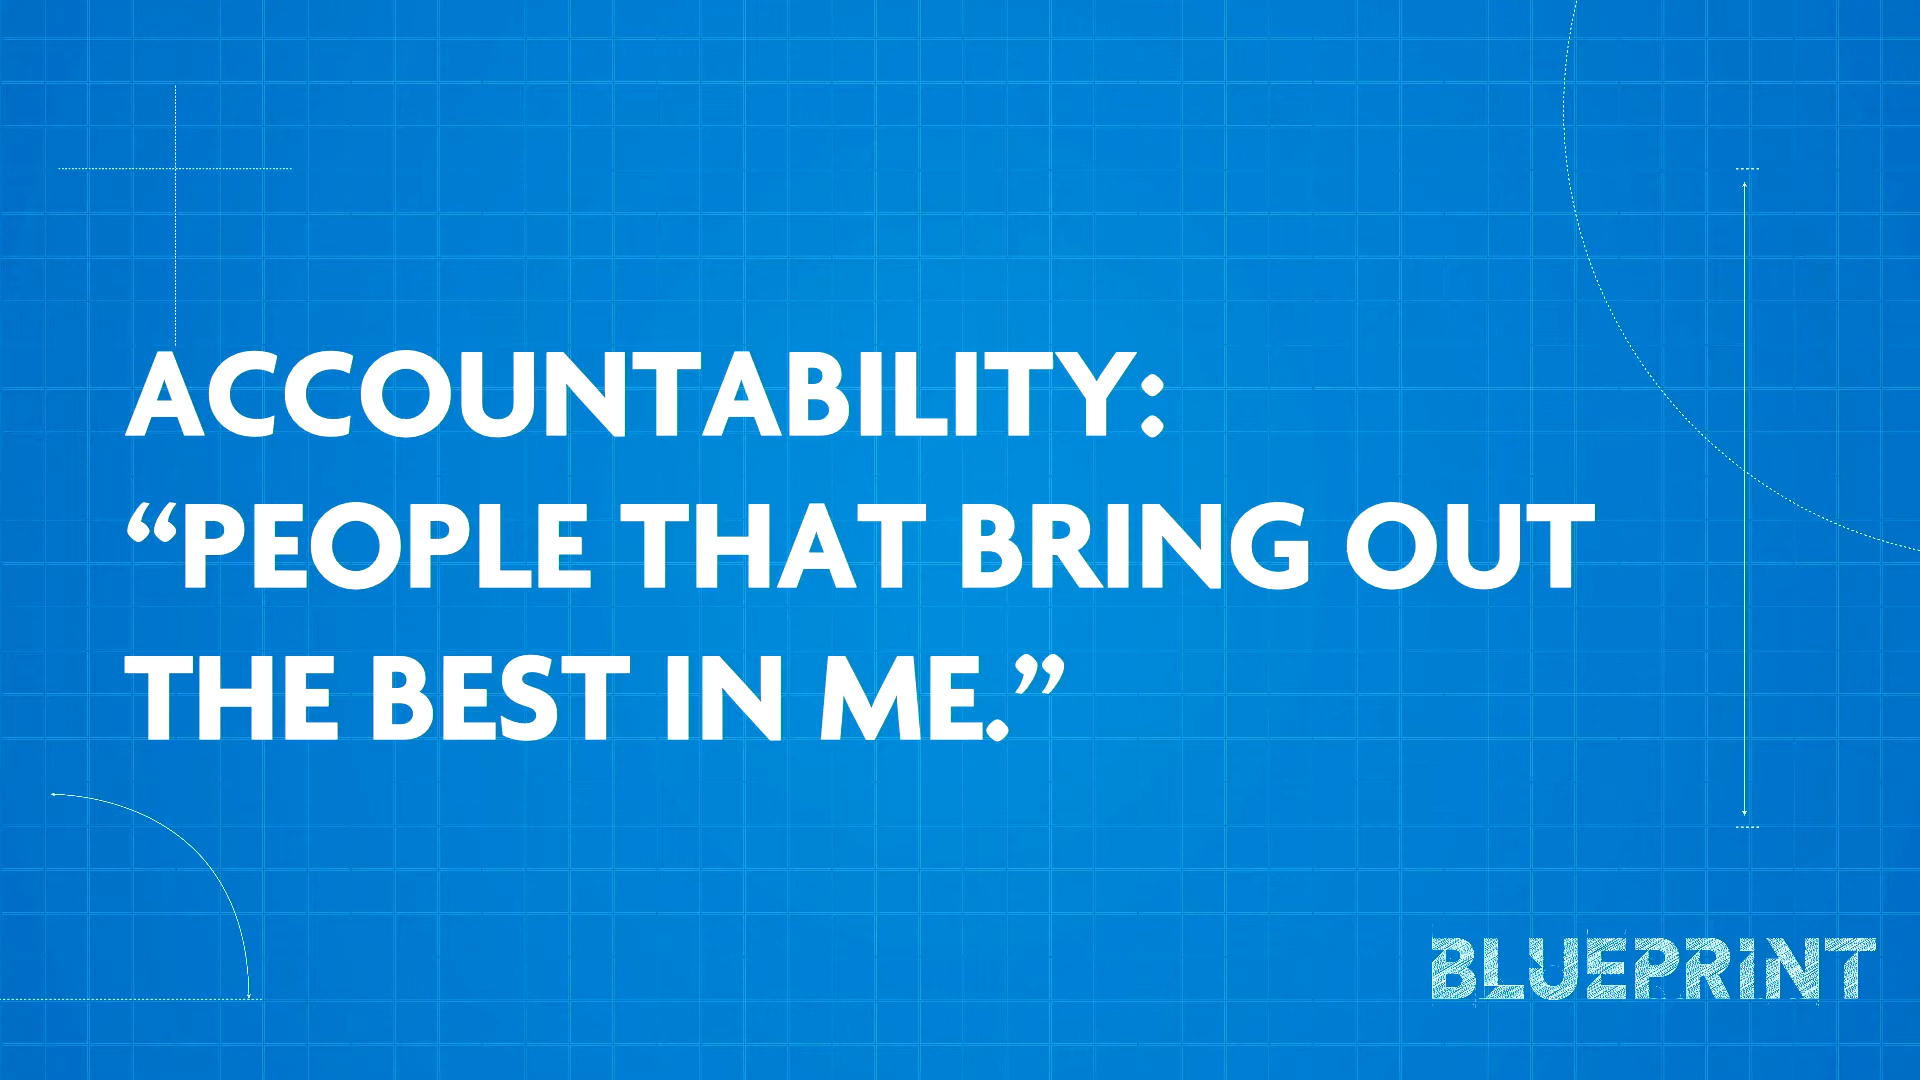 ACCOUNTABILITY:
“PEOPLE THAT BRING OUT
THE BEST IN ME.”
BLUEPRINT